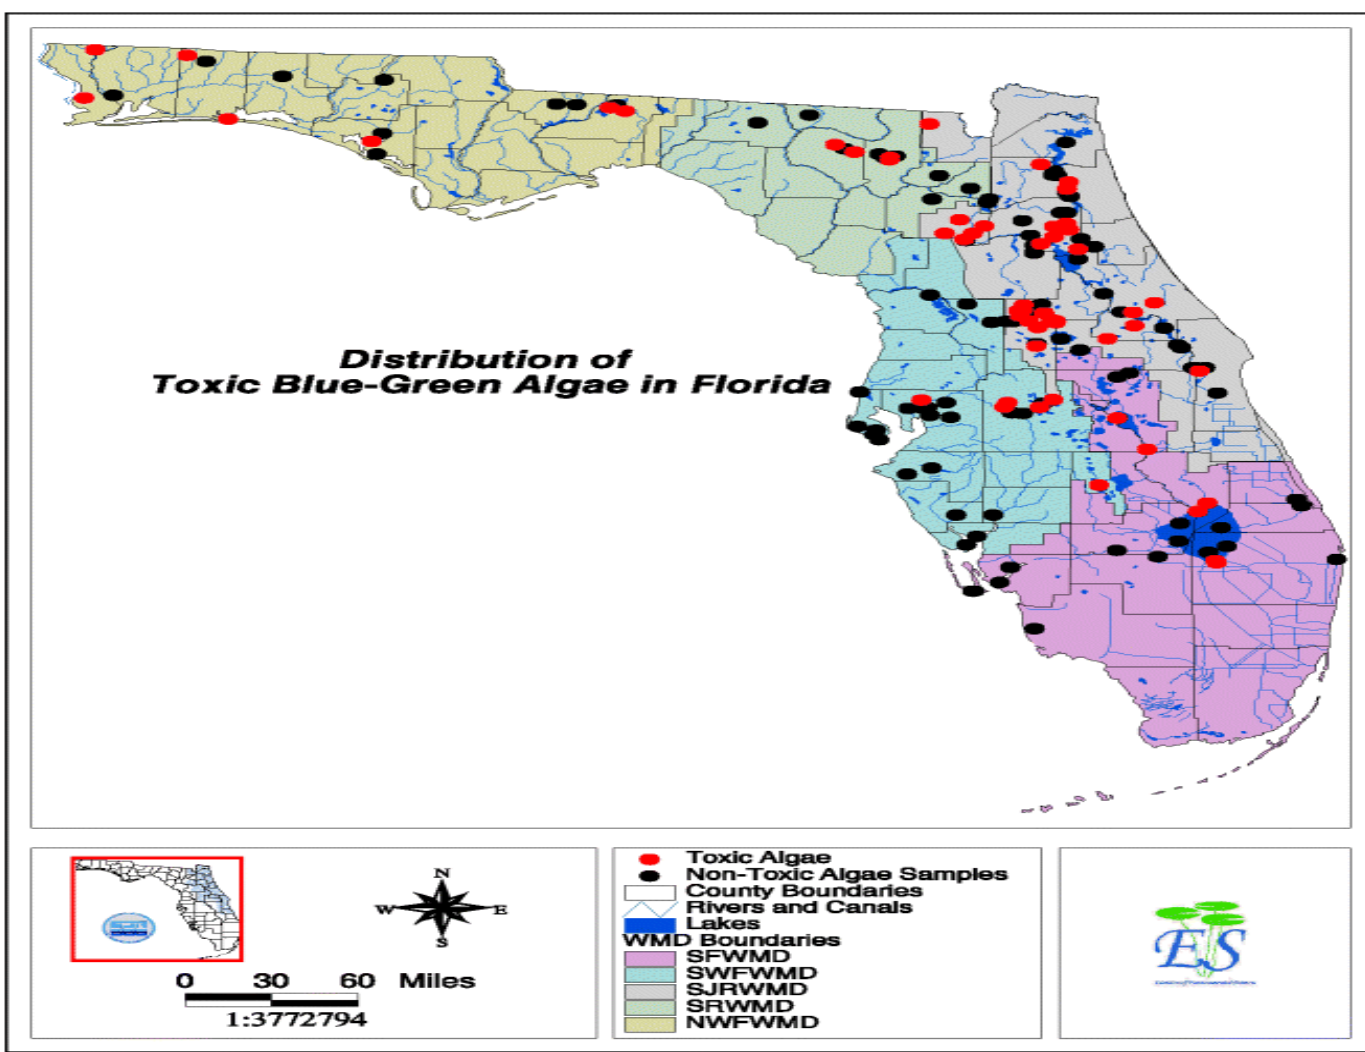 Distribution of
Toxic Blue-Green Algae in Florida
N
W E
S
0 30 60 Miles
1:3772794
Toxic Algae
Non-Toxic Algae Samples
County Boundaries
Rivers and Canals
Lakes
WMD Boundaries
SFWMD
SWFWMD
SJRWMD
SRWMD
NWFWMD
ES